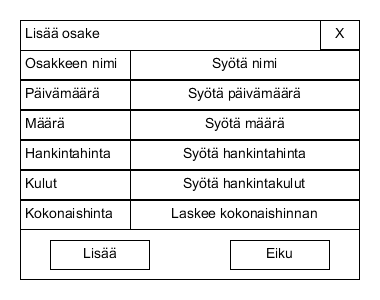 Lisää osake X
Osakkeen nimi Syötä nimi
Päivämäärä Syötä päivämäärä
Määrä Syötä määrä
Hankintahinta Syötä hankintahinta
Kulut Syötä hankintakulut
Kokonaishinta Laskee kokonaishinnan
Lisää Eiku